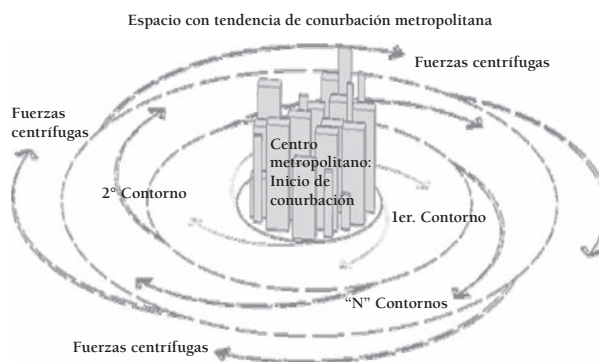 Espacio con tendencia de conurbación metropolitana
Fuerzas centrífugas
Fuerzas
centrífugas
Centro
metropolitano:
Inicio de
conurbación
2° Contorno
1er. Contorno
“N” Contornos
Fuerzas centrífugas